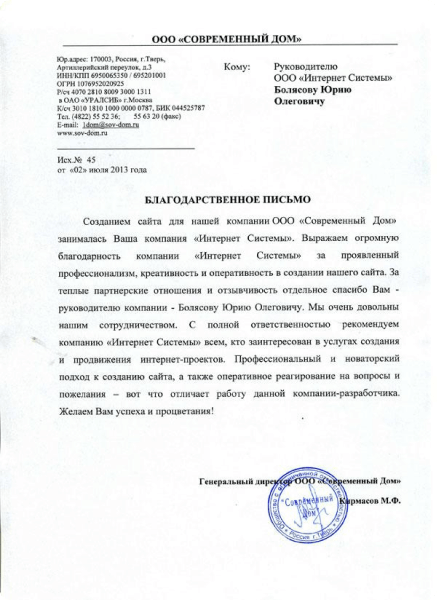 ООО «СОВРЕМЕННЫЙ ДОМ»
Юр.адрес: 170003, Россия, г.Тверь,
Артиллерийский переулок, д.3
ИНН/КПП 6950065350 / 695201001
ОГРН 1076952020925
Р/сч 4070 2810 8009 3000 1311
в ОАО «УРАЛСИБ» г.Москва
К/сч 3010 1810 1000 0000 0787, БИК 044525787
Тел. (4822) 55 52 36; 55 63 20 (факс)
E-mail: 1dom@sov-dom.ru
www.sov-dom.ru
Кому: Руководителю
ООО «Интернет Системы»
Болясову Юрию
Олеговичу
Исх.№ 45
от «02» июля 2013 года
БЛАГОДАРСТВЕННОЕ ПИСЬМО
Созданием сайта для нашей компании ООО «Современный Дом»
занималась Ваша компания «Интернет Системы». Выражаем огромную
благодарность компании «Интернет Системы» за проявленный
профессионализм, креативность и оперативность в создании нашего сайта. За
теплые партнерские отношения и отзывчивость отдельное спасибо Вам -
руководителю компании - Болясову Юрию Олеговичу. Мы очень довольны
нашим сотрудничеством. С полной ответственностью рекомендуем
компанию «Интернет Системы» всем, кто заинтересован в услугах создания
и продвижения интернет-проектов. Профессиональный и новаторский
подход к созданию сайта, а также оперативное реагирование на вопросы и
пожелания – вот что отличает работу данной компании-разработчика.
Желаем Вам успеха и процветания!
Генеральный директор ООО «Современный Дом»
Кирмасов М.Ф.
"Современный
Дом"
Россия г.Тверь